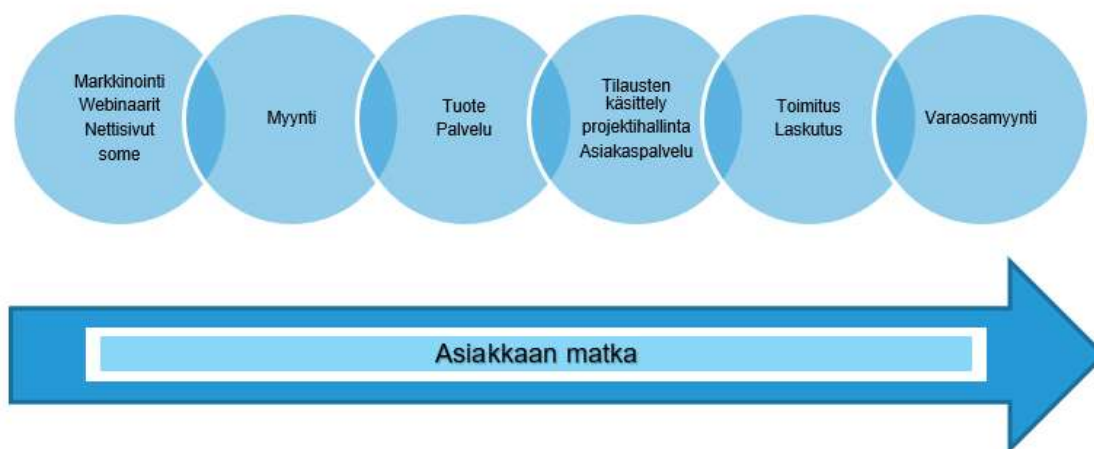 Markkinointi
Webinaarit
Nettisivut
some
Myynti
Tuote
Palvelu
Tilausten
käsittely
projektihallinta
Asiakaspalvelu
Toimitus
Laskutus
Varaosamyynti
Asiakkaan matka